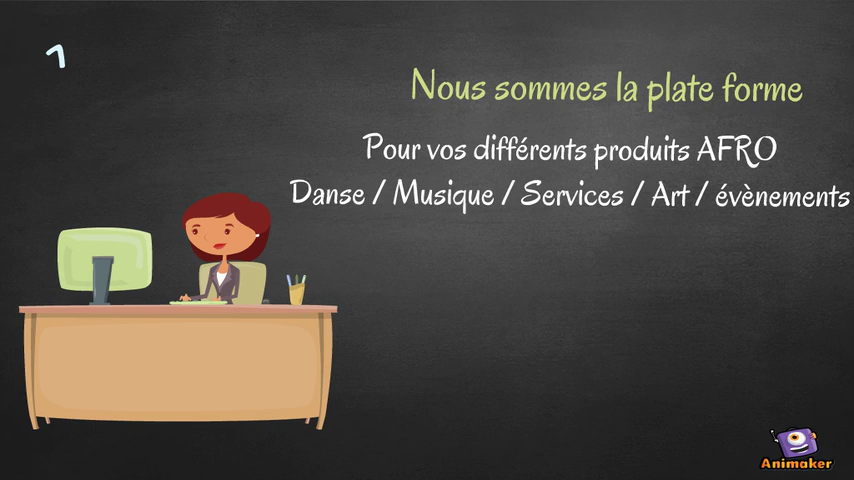 1
Nous sommes la plate forme
Pour vos différents produits AFRO
Danse / Musique / Services / Art / évènements
Animaker